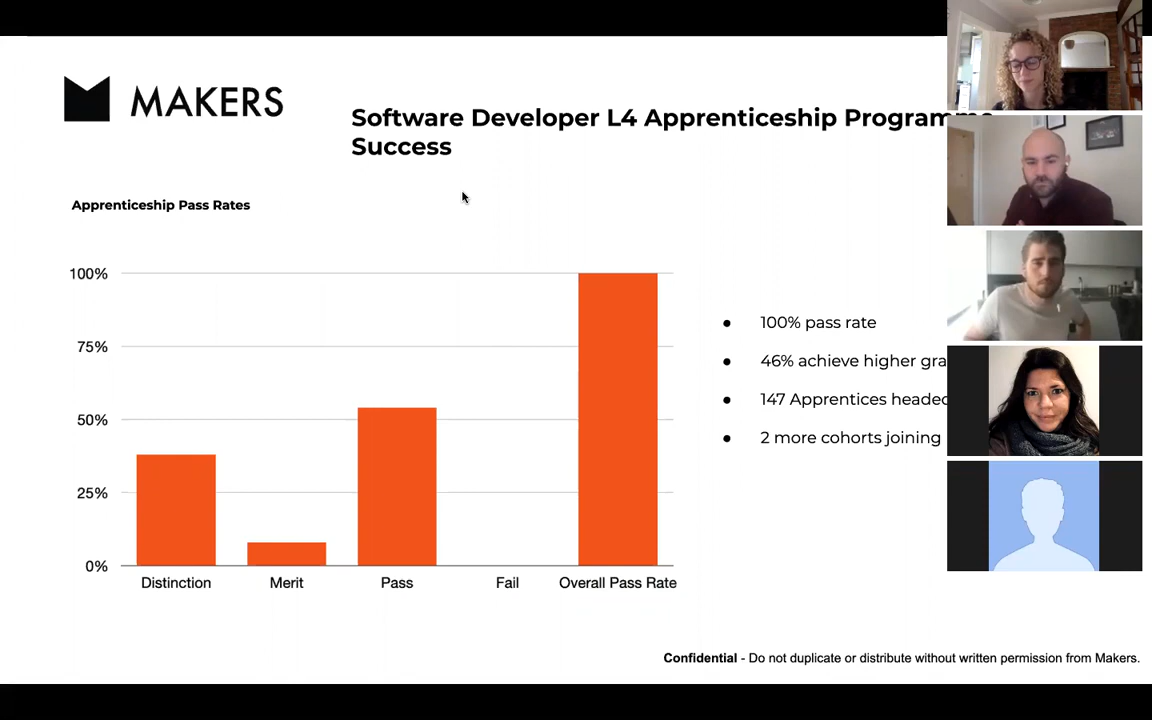 MAKERS
Software Developer L4 Apprenticeship Programme
Success
Apprenticeship Pass Rates
100%
75%
50%
25%
0%
Distinction
Merit
Pass
Fail
Overall Pass Rate
● 100% pass rate
● 46% achieve higher gra
● 147 Apprentices headed
● 2 more cohorts joining
Confidential - Do not duplicate or distribute without written permission from Makers.